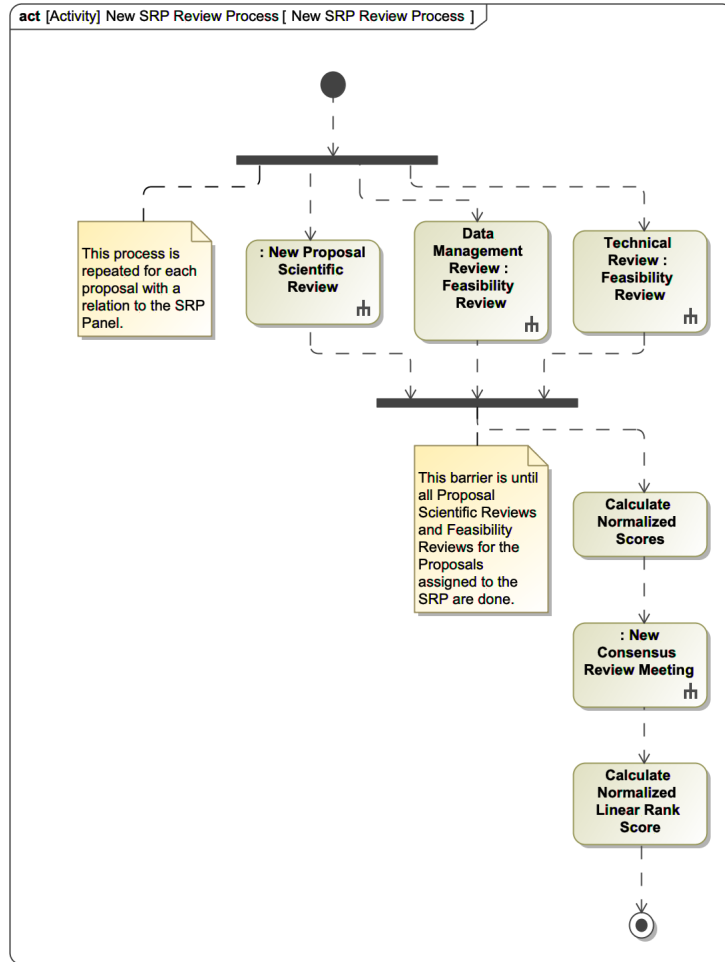 act [Activity] New SRP Review Process [ New SRP Review Process ]
This process is
repeated for each
proposal with a
relation to the SRP
Panel.
: New Proposal
Scientific
Review
Data
Management
Review :
Feasibility
Review
Technical
Review :
Feasibility
Review
This barrier is until
all Proposal
Scientific Reviews
and Feasibility
Reviews for the
Proposals
assigned to the
SRP are done.
Calculate
Normalized
Scores
: New
Consensus
Review Meeting
Calculate
Normalized
Linear Rank
Score